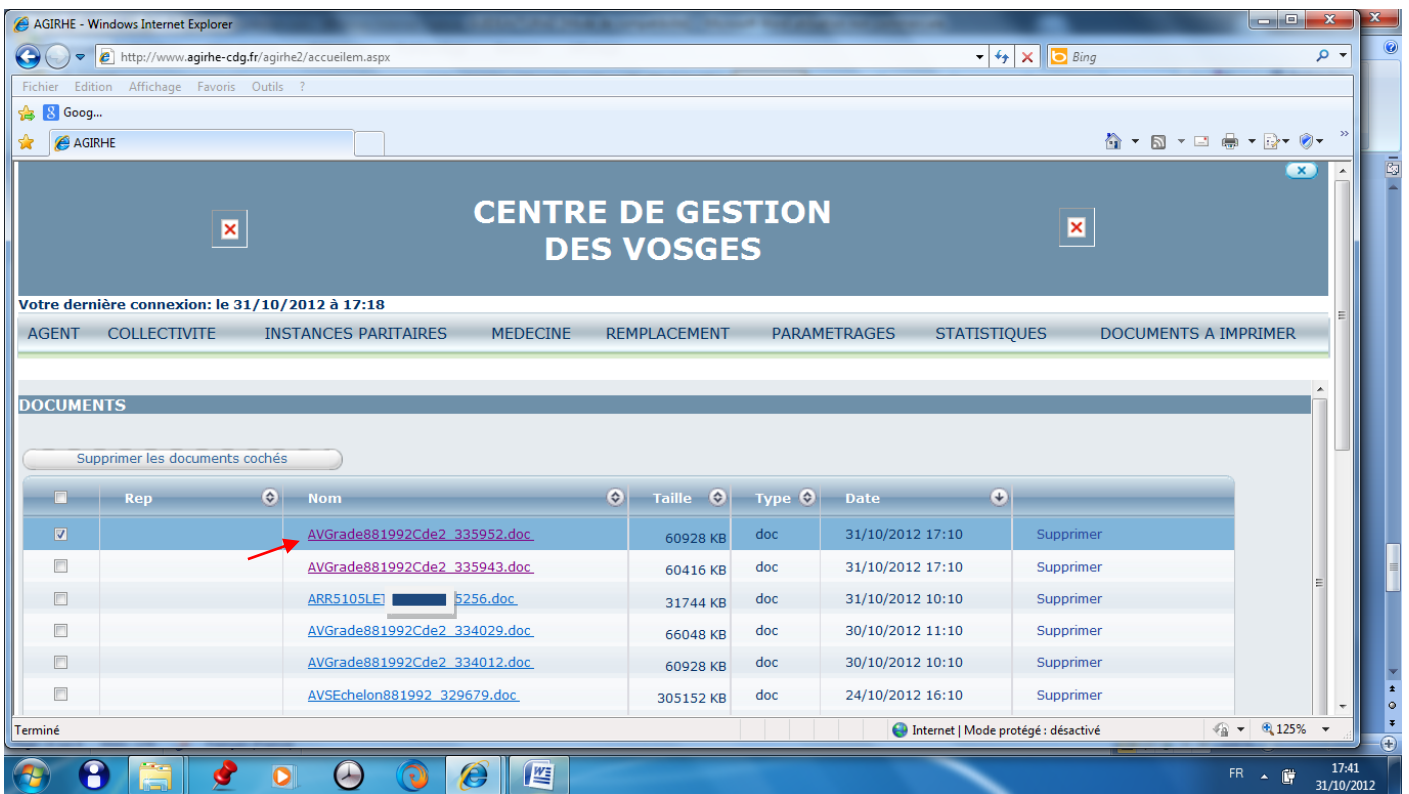 AGIRHE - Windows Internet Explorer
http://www.agirhe-cdg.fr/agirhe2/accueilem.aspx
Bing
Fichier Edition Affichage Favoris Outils ?
Goog...
AGIRHE
CENTRE DE GESTION
DES VOSGES
Votre dernière connexion: le 31/10/2012 à 17:18
AGENT COLLECTIVITE INSTANCES PARITAIRES MEDECINE REMPLACEMENT PARAMETRAGES STATISTIQUES DOCUMENTS A IMPRIMER
DOCUMENTS
Supprimer les documents cochés
Rep Nom Taille Type Date
AVGrade881992Cde2_335952.doc 60928 KB doc 31/10/2012 17:10 Supprimer
AVGrade881992Cde2_335943.doc 60416 KB doc 31/10/2012 17:10 Supprimer
ARR5105LET 5256.doc 31744 KB doc 31/10/2012 10:10 Supprimer
AVGrade881992Cde2_334029.doc 66048 KB doc 30/10/2012 11:10 Supprimer
AVGrade881992Cde2_334012.doc 60928 KB doc 30/10/2012 10:10 Supprimer
AVSEchelon881992_329679.doc 305152 KB doc 24/10/2012 16:10 Supprimer
Terminé Internet | Mode protégé : désactivé 125%
FR 17:41
31/10/2012